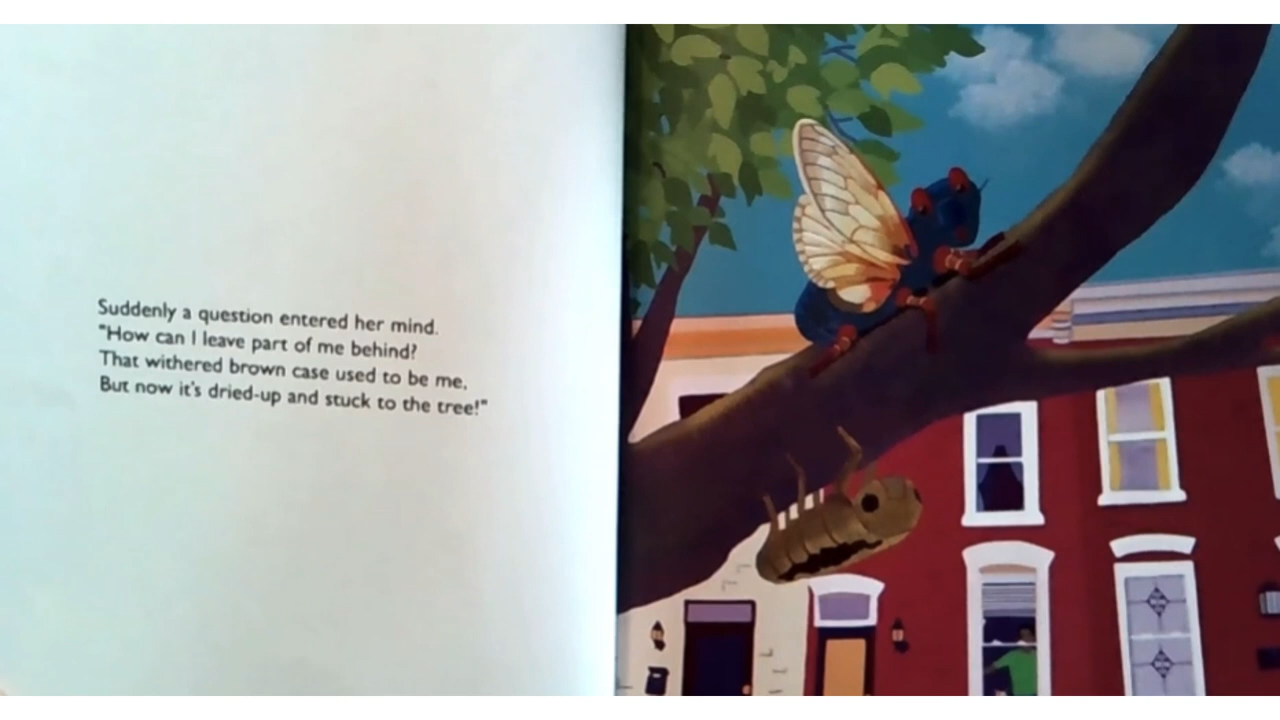 Suddenly a question entered her mind.
"How can I leave part of me behind?
That withered brown case used to be me,
But now it's dried-up and stuck to the tree!"